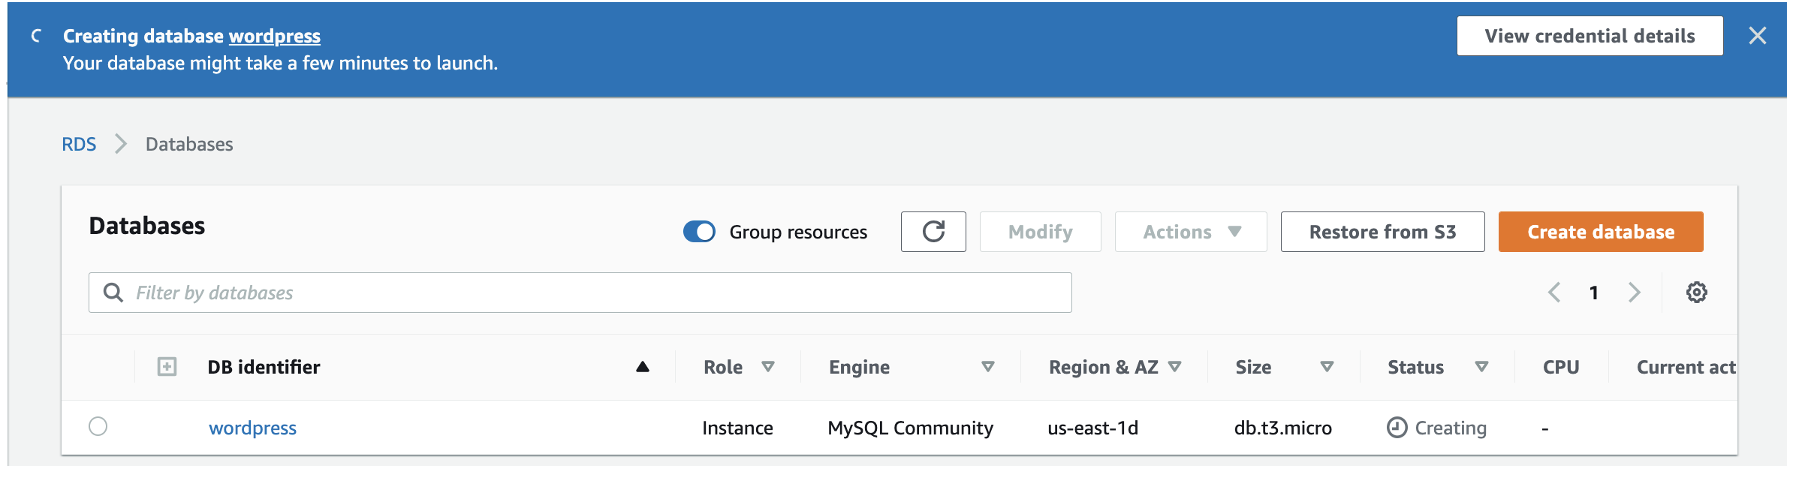 Creating database wordpress
View credential details
Your database might take a few minutes to launch.
RDS
Databases
Databases
Group resources
Modify
Actions
Restore from S3
Create database
Filter by databases
1
DB identifier
Role
Engine
Region & AZ
Size
Status
CPU
Current act
wordpress
Instance
MySQL Community
us-east-1d
db.t3.micro
Creating
-